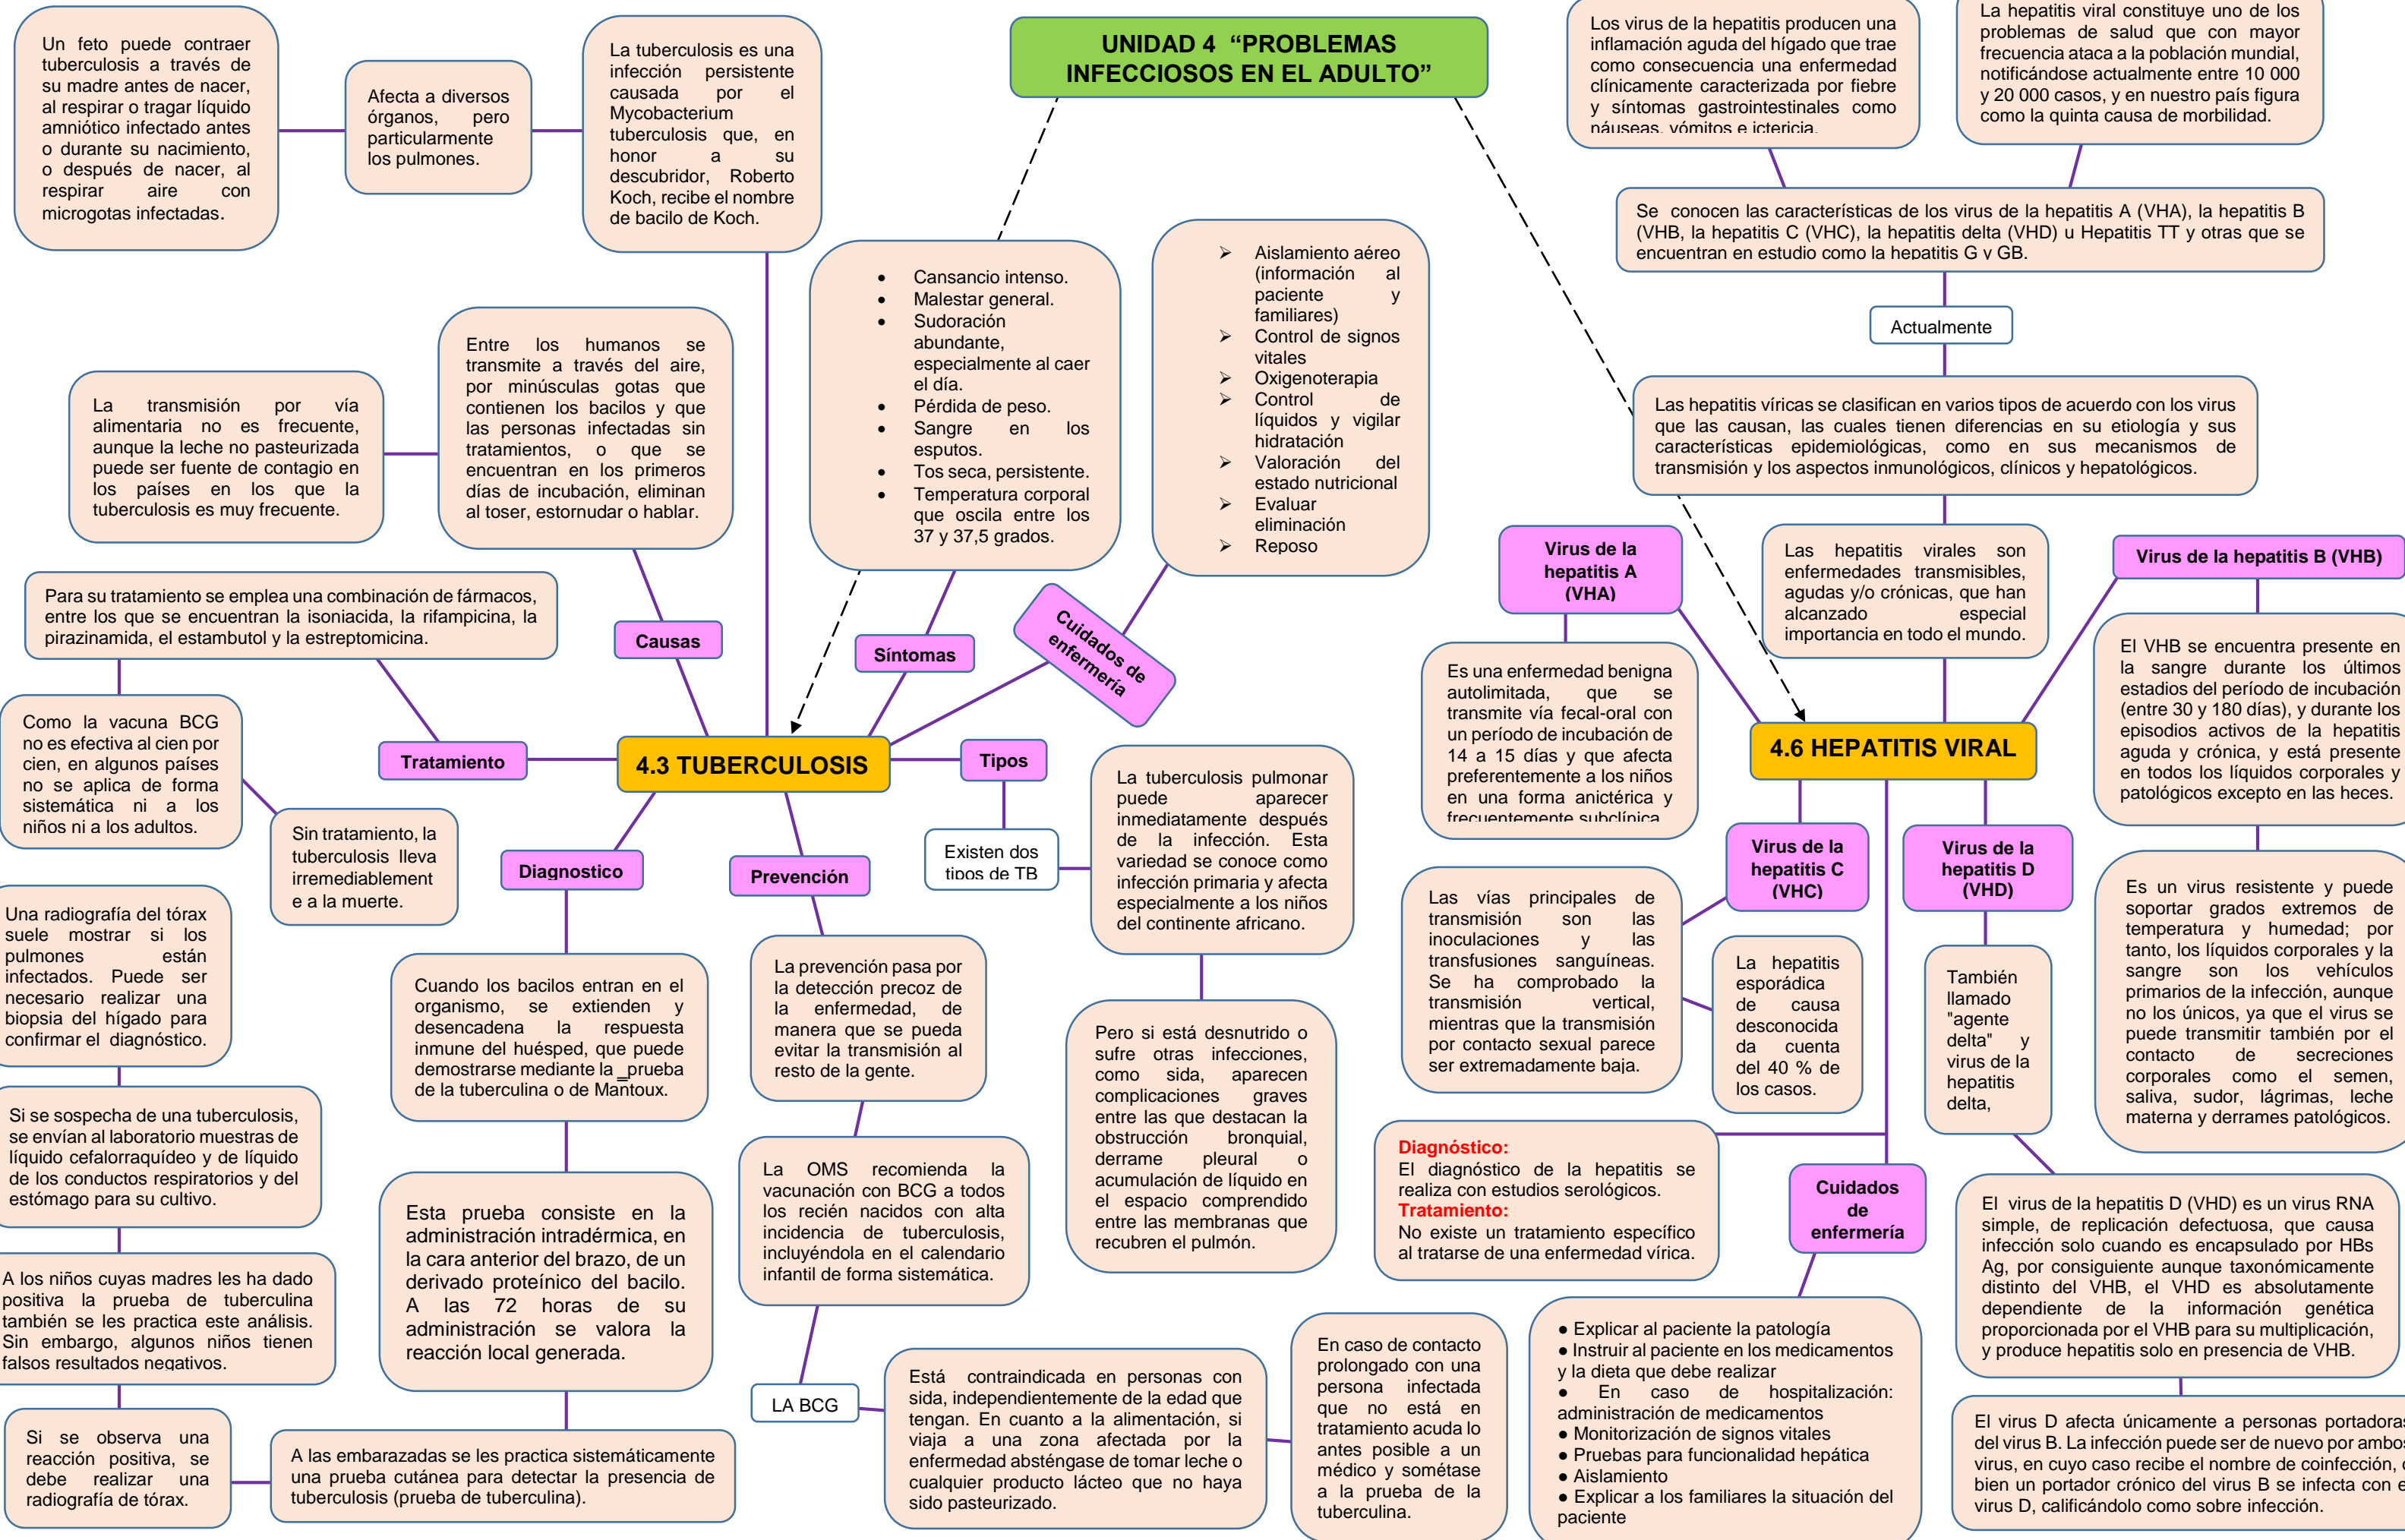 UNIDAD 4  “PROBLEMAS
INFECCIOSOS EN EL ADULTO”
Un feto puede contraer
tuberculosis a través de
su madre antes de nacer,
al respirar o tragar líquido
amniótico infectado antes
o durante su nacimiento,
o después de nacer, al
respirar aire con
microgotas infectadas.
Afecta a diversos
órganos, pero
particularmente
los pulmones.
La tuberculosis es una
infección persistente
causada por el
Mycobacterium
tuberculosis que, en
honor a su
descubridor, Roberto
Koch, recibe el nombre
de bacilo de Koch.
La transmisión por vía
alimentaria no es frecuente,
aunque la leche no pasteurizada
puede ser fuente de contagio en
los países en los que la
tuberculosis es muy frecuente.
Entre los humanos se
transmite a través del aire,
por minúsculas gotas que
contienen los bacilos y que
las personas infectadas sin
tratamientos, o que se
encuentran en los primeros
días de incubación, eliminan
al toser, estornudar o hablar.
• Cansancio intenso.
• Malestar general.
• Sudoración
abundante,
especialmente al caer
el día.
• Pérdida de peso.
• Sangre en los
esputos.
• Tos seca, persistente.
• Temperatura corporal
que oscila entre los
37 y 37,5 grados.
➢ Aislamiento aéreo
(información al
paciente y
familiares)
➢ Control de signos
vitales
➢ Oxigenoterapia
➢ Control de
líquidos y vigilar
hidratación
➢ Valoración del
estado nutricional
➢ Evaluar
eliminación
➢ Reposo
Para su tratamiento se emplea una combinación de fármacos,
entre los que se encuentran la isoniacida, la rifampicina, la
pirazinamida, el estambutol y la estreptomicina.
Causas
Síntomas
Cuidados de
enfermería
Como la vacuna BCG
no es efectiva al cien por
cien, en algunos países
no se aplica de forma
sistemática ni a los
niños ni a los adultos.
Tratamiento
4.3 TUBERCULOSIS
Tipos
Sin tratamiento, la
tuberculosis lleva
irremediablement
e a la muerte.
Diagnostico
Prevención
Existen dos
tipos de TB
La tuberculosis pulmonar
puede aparecer
inmediatamente después
de la infección. Esta
variedad se conoce como
infección primaria y afecta
especialmente a los niños
del continente africano.
Una radiografía del tórax
suele mostrar si los
pulmones están
infectados. Puede ser
necesario realizar una
biopsia del hígado para
confirmar el diagnóstico.
Cuando los bacilos entran en el
organismo, se extienden y
desencadena la respuesta
inmune del huésped, que puede
demostrarse mediante la prueba
de la tuberculina o de Mantoux.
La prevención pasa por
la detección precoz de
la enfermedad, de
manera que se pueda
evitar la transmisión al
resto de la gente.
Pero si está desnutrido o
sufre otras infecciones,
como sida, aparecen
complicaciones graves
entre las que destacan la
obstrucción bronquial,
derrame pleural o
acumulación de líquido en
el espacio comprendido
entre las membranas que
recubren el pulmón.
Si se sospecha de una tuberculosis,
se envían al laboratorio muestras de
líquido cefalorraquídeo y de líquido
de los conductos respiratorios y del
estómago para su cultivo.
Esta prueba consiste en la
administración intradérmica, en
la cara anterior del brazo, de un
derivado proteínico del bacilo.
A las 72 horas de su
administración se valora la
reacción local generada.
La OMS recomienda la
vacunación con BCG a todos
los recién nacidos con alta
incidencia de tuberculosis,
incluyéndola en el calendario
infantil de forma sistemática.
A los niños cuyas madres les ha dado
positiva la prueba de tuberculina
también se les practica este análisis.
Sin embargo, algunos niños tienen
falsos resultados negativos.
Si se observa una
reacción positiva, se
debe realizar una
radiografía de tórax.
A las embarazadas se les practica sistemáticamente
una prueba cutánea para detectar la presencia de
tuberculosis (prueba de tuberculina).
LA BCG
Está contraindicada en personas con
sida, independientemente de la edad que
tengan. En cuanto a la alimentación, si
viaja a una zona afectada por la
enfermedad absténgase de tomar leche o
cualquier producto lácteo que no haya
sido pasteurizado.
En caso de contacto
prolongado con una
persona infectada
que no está en
tratamiento acuda lo
antes posible a un
médico y sométase
a la prueba de la
tuberculina.
Los virus de la hepatitis producen una
inflamación aguda del hígado que trae
como consecuencia una enfermedad
clínicamente caracterizada por fiebre
y síntomas gastrointestinales como
náuseas, vómitos e ictericia.
La hepatitis viral constituye uno de los
problemas de salud que con mayor
frecuencia ataca a la población mundial,
notificándose actualmente entre 10 000
y 20 000 casos, y en nuestro país figura
como la quinta causa de morbilidad.
Se conocen las características de los virus de la hepatitis A (VHA), la hepatitis B
(VHB, la hepatitis C (VHC), la hepatitis delta (VHD) u Hepatitis TT y otras que se
encuentran en estudio como la hepatitis G y GB.
Actualmente
Las hepatitis víricas se clasifican en varios tipos de acuerdo con los virus
que las causan, las cuales tienen diferencias en su etiología y sus
características epidemiológicas, como en sus mecanismos de
transmisión y los aspectos inmunológicos, clínicos y hepatológicos.
Virus de la
hepatitis A
(VHA)
Las hepatitis virales son
enfermedades transmisibles,
agudas y/o crónicas, que han
alcanzado especial
importancia en todo el mundo.
Virus de la hepatitis B (VHB)
Es una enfermedad benigna
autolimitada, que se
transmite vía fecal-oral con
un período de incubación de
14 a 15 días y que afecta
preferentemente a los niños
en una forma anictérica y
frecuentemente subclínica
4.6 HEPATITIS VIRAL
El VHB se encuentra presente en
la sangre durante los últimos
estadios del período de incubación
(entre 30 y 180 días), y durante los
episodios activos de la hepatitis
aguda y crónica, y está presente
en todos los líquidos corporales y
patológicos excepto en las heces.
Virus de la
hepatitis C
(VHC)
Virus de la
hepatitis D
(VHD)
Las vías principales de
transmisión son las
inoculaciones y las
transfusiones sanguíneas.
Se ha comprobado la
transmisión vertical,
mientras que la transmisión
por contacto sexual parece
ser extremadamente baja.
La hepatitis
esporádica
de causa
desconocida
da cuenta
del 40 % de
los casos.
También
llamado
"agente
delta" y
virus de la
hepatitis
delta,
Es un virus resistente y puede
soportar grados extremos de
temperatura y humedad; por
tanto, los líquidos corporales y la
sangre son los vehículos
primarios de la infección, aunque
no los únicos, ya que el virus se
puede transmitir también por el
contacto de secreciones
corporales como el semen,
saliva, sudor, lágrimas, leche
materna y derrames patológicos.
Diagnóstico:
El diagnóstico de la hepatitis se
realiza con estudios serológicos.
Tratamiento:
No existe un tratamiento específico
al tratarse de una enfermedad vírica.
Cuidados
de
enfermería
El virus de la hepatitis D (VHD) es un virus RNA
simple, de replicación defectuosa, que causa
infección solo cuando es encapsulado por HBs
Ag, por consiguiente aunque taxonómicamente
distinto del VHB, el VHD es absolutamente
dependiente de la información genética
proporcionada por el VHB para su multiplicación,
y produce hepatitis solo en presencia de VHB.
● Explicar al paciente la patología
● Instruir al paciente en los medicamentos
y la dieta que debe realizar
● En caso de hospitalización:
administración de medicamentos
● Monitorización de signos vitales
● Pruebas para funcionalidad hepática
● Aislamiento
● Explicar a los familiares la situación del
paciente
El virus D afecta únicamente a personas portadoras
del virus B. La infección puede ser de nuevo por ambos
virus, en cuyo caso recibe el nombre de coinfección, o
bien un portador crónico del virus B se infecta con el
virus D, calificándolo como sobre infección.